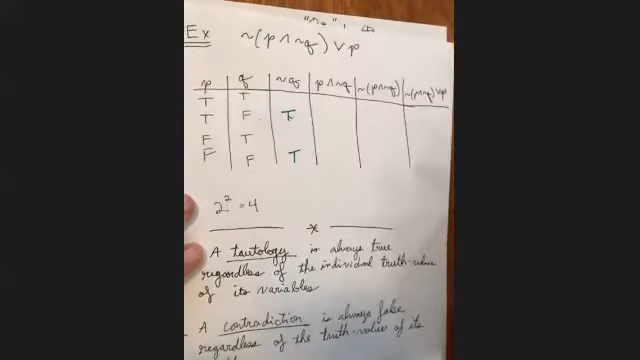 "no", ⊕
Ex ~(p ∧ ~q) ∨ p
p q ~q p ∧ ~q ~(p ∧ ~q) ~(p ∧ ~q) ∨ p
T T
T F T
F T
F F T
2² = 4
*
A tautology is always true
regardless of the individual truth-value
of its variables
A contradiction is always false
regardless of the truth-value of its